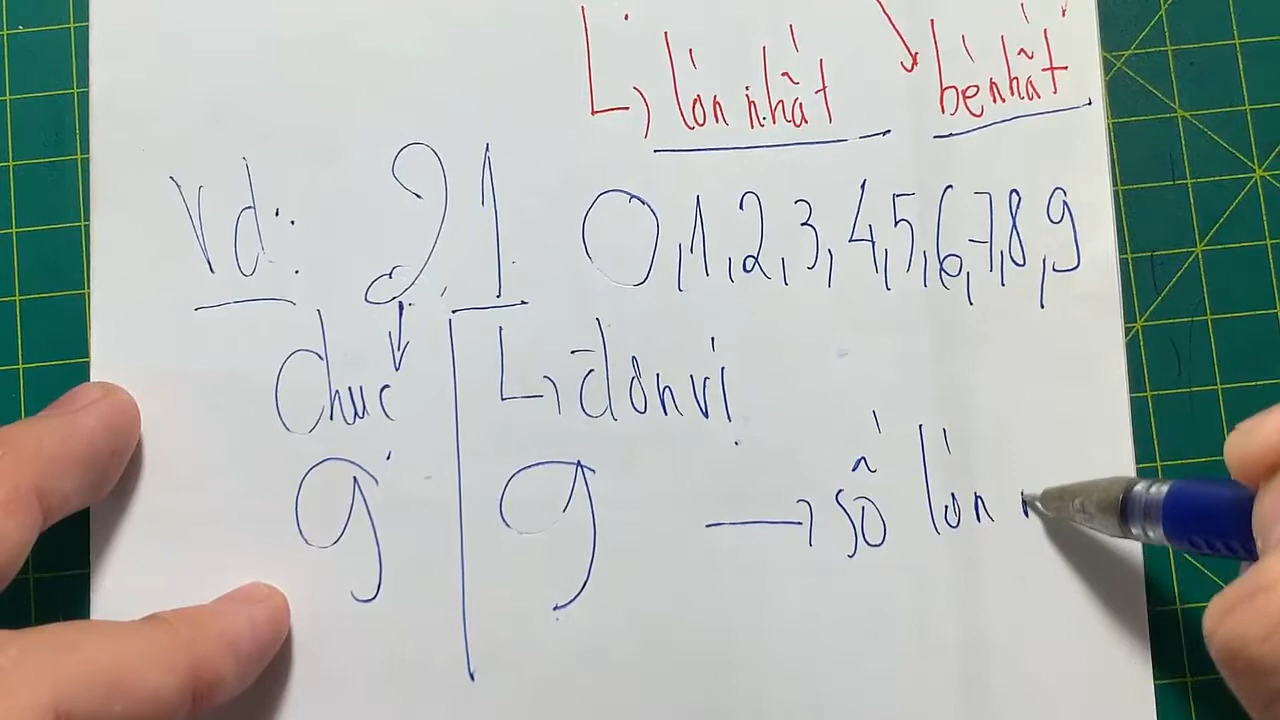 lớn nhất bé nhất
Vd: 21 0,1,2,3,4,5,6,7,8,9
Chục đơn vị
9 9 → số lớn n